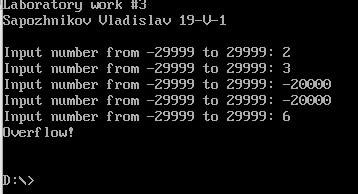 Laboratory work #3
Sapozhnikov Vladislav 19-V-1
Input number from -29999 to 29999: 2
Input number from -29999 to 29999: 3
Input number from -29999 to 29999: -20000
Input number from -29999 to 29999: -20000
Input number from -29999 to 29999: 6
Overflow!
D:\>